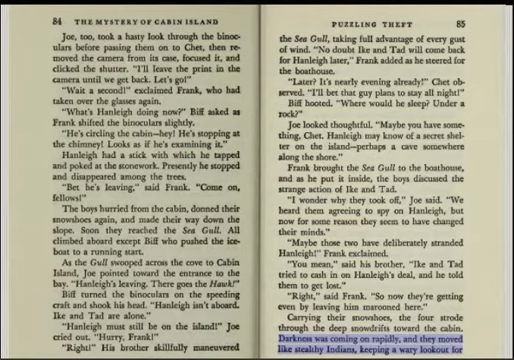 84 THE MYSTERY OF CABIN ISLAND
Joe, too, took a hasty look through the binoc-
ulars before passing them on to Chet, then re-
moved the camera from its case, focused it, and
clicked the shutter. "I'll leave the print in the
camera until we get back. Let's go!"
"Wait a second!" exclaimed Frank, who had
taken over the glasses again.
"What's Hanleigh doing now?" Biff asked as
Frank shifted the binoculars slightly.
"He's circling the cabin—hey! He's stopping at
the chimney! Looks as if he's examining it."
Hanleigh had a stick with which he tapped
and poked at the stonework. Presently he stopped
and disappeared among the trees.
"Bet he's leaving," said Frank. "Come on,
fellows!"
The boys hurried from the cabin, donned their
snowshoes again, and made their way down the
slope. Soon they reached the Sea Gull. All
climbed aboard except Biff who pushed the ice-
boat to a running start.
As the Gull swooped across the cove to Cabin
Island, Joe pointed toward the entrance to the
bay. "Hanleigh's leaving. There goes the Hawk!"
Biff turned the binoculars on the speeding
craft and shook his head. "Hanleigh isn't aboard.
Ike and Tad are alone."
"Hanleigh must still be on the island!" Joe
cried out. "Hurry, Frank!"
"Right!" His brother skillfully maneuvered
PUZZLING THEFT 85
the Sea Gull, taking full advantage of every gust
of wind. "No doubt Ike and Tad will come back
for Hanleigh later," Frank added as he steered for
the boathouse.
"Later? It's nearly evening already!" Chet ob-
served. "I'll bet that guy plans to stay all night!"
Biff hooted. "Where would he sleep? Under a
rock?"
Joe looked thoughtful. "Maybe you have some-
thing, Chet. Hanleigh may know of a secret shel-
ter on the island—perhaps a cave somewhere
along the shore."
Frank brought the Sea Gull to the boathouse,
and as he put it inside, the boys discussed the
strange action of Ike and Tad.
"I wonder why they took off," Joe said. "We
heard them agreeing to spy on Hanleigh, but
now for some reason they seem to have changed
their minds."
"Maybe those two have deliberately stranded
Hanleigh!" Frank exclaimed.
"You mean," said his brother, "Ike and Tad
tried to cash in on Hanleigh's deal, and he told
them to get lost."
"Right," said Frank. "So now they're getting
even by leaving him marooned here."
Carrying their snowshoes, the four strode
through the deep snowdrifts toward the cabin.
Darkness was coming on rapidly, and they moved
like stealthy Indians, keeping a wary lookout for